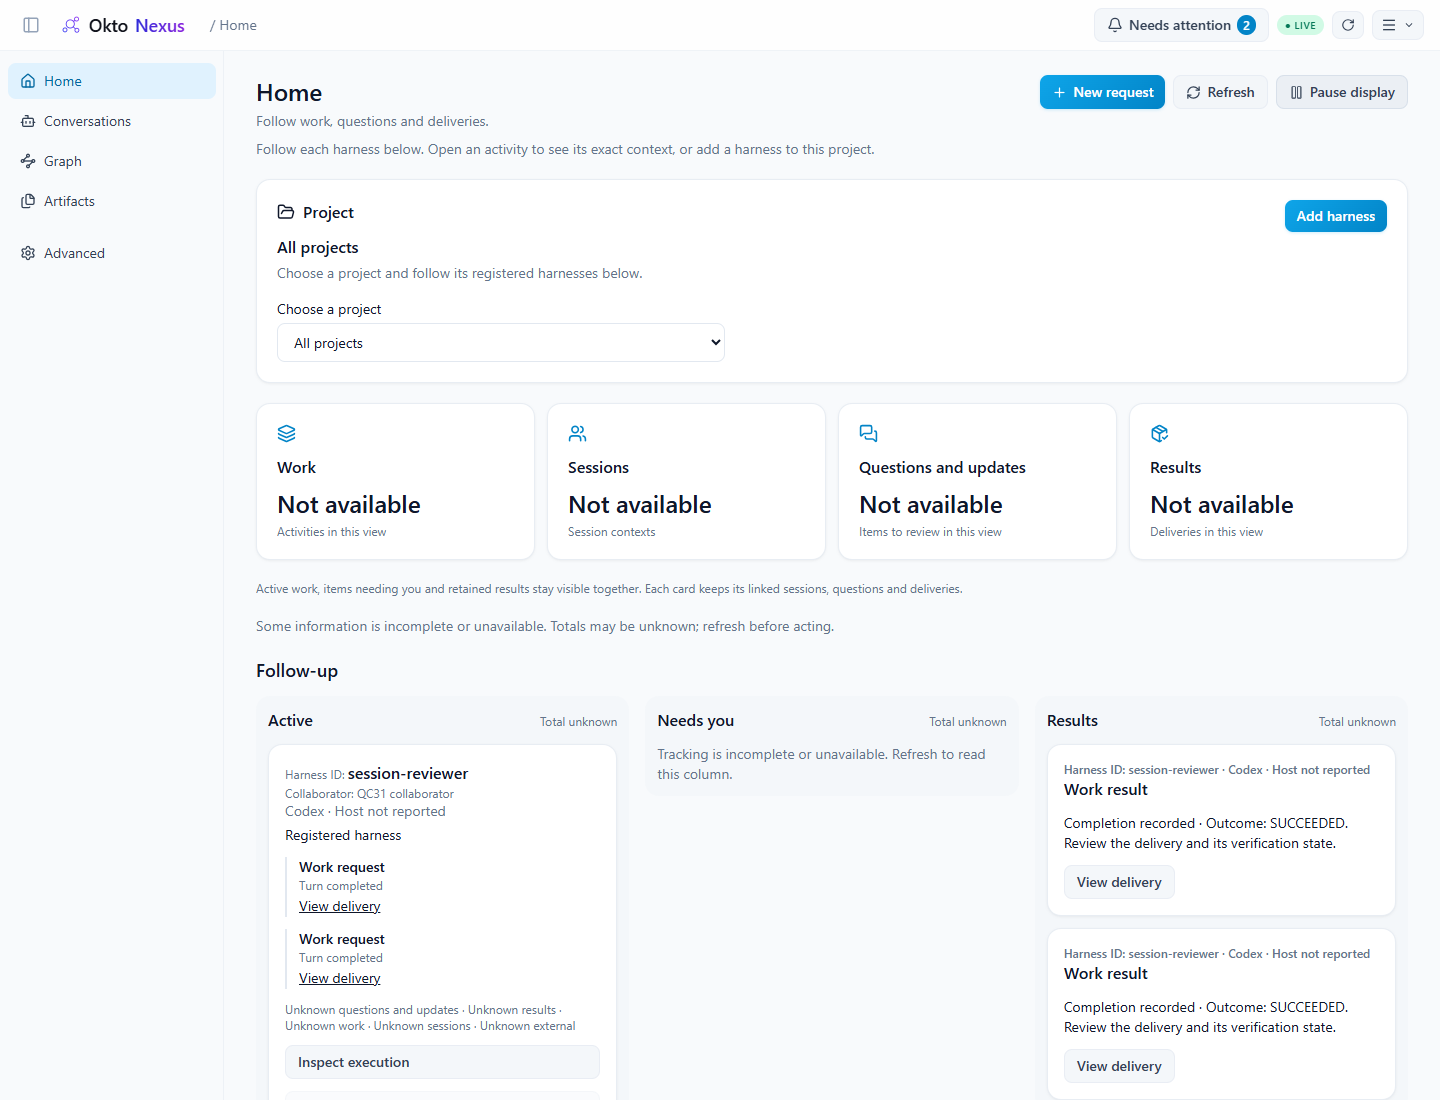 Okto Nexus
/ Home
Needs attention 2
LIVE
Home
Conversations
Graph
Artifacts
Advanced
Home
Follow work, questions and deliveries.
Follow each harness below. Open an activity to see its exact context, or add a harness to this project.
New request
Refresh
Pause display
Project
Add harness
All projects
Choose a project and follow its registered harnesses below.
Choose a project
All projects
Work
Not available
Activities in this view
Sessions
Not available
Session contexts
Questions and updates
Not available
Items to review in this view
Results
Not available
Deliveries in this view
Active work, items needing you and retained results stay visible together. Each card keeps its linked sessions, questions and deliveries.
Some information is incomplete or unavailable. Totals may be unknown; refresh before acting.
Follow-up
Active
Total unknown
Harness ID: session-reviewer
Collaborator: QC31 collaborator
Codex · Host not reported
Registered harness
Work request
Turn completed
View delivery
Work request
Turn completed
View delivery
Unknown questions and updates · Unknown results ·
Unknown work · Unknown sessions · Unknown external
Inspect execution
Needs you
Total unknown
Tracking is incomplete or unavailable. Refresh to read
this column.
Results
Total unknown
Harness ID: session-reviewer · Codex · Host not reported
Work result
Completion recorded · Outcome: SUCCEEDED.
Review the delivery and its verification state.
View delivery
Harness ID: session-reviewer · Codex · Host not reported
Work result
Completion recorded · Outcome: SUCCEEDED.
Review the delivery and its verification state.
View delivery